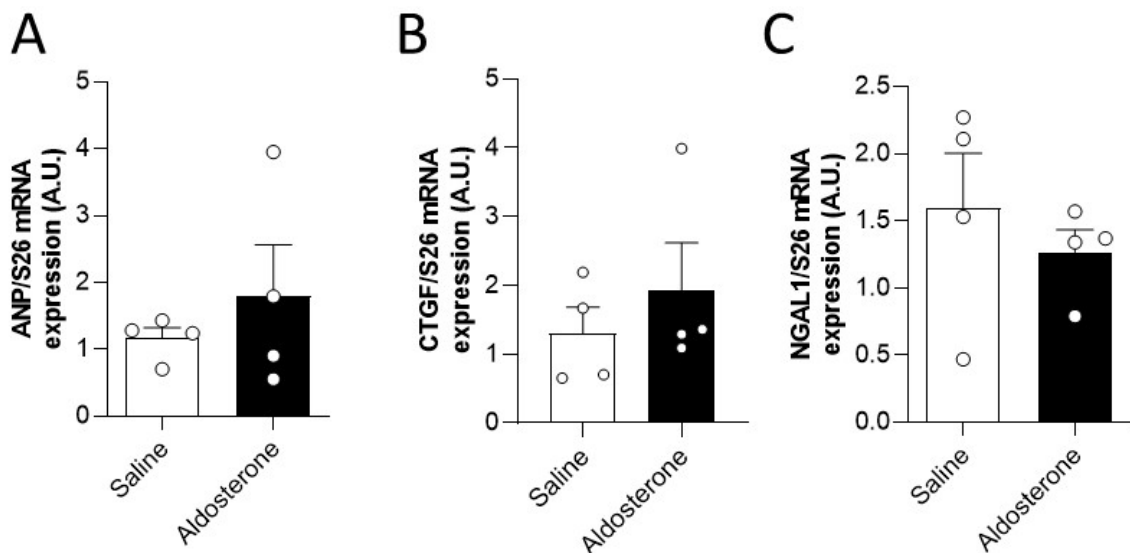 A
ANP/S26 mRNA
expression (A.U.)
5
4
3
2
1
0
Saline
Aldosterone
B
CTGF/S26 mRNA
expression (A.U.)
5
4
3
2
1
0
Saline
Aldosterone
C
NGAL1/S26 mRNA
expression (A.U.)
2.5
2.0
1.5
1.0
0.5
0.0
Saline
Aldosterone